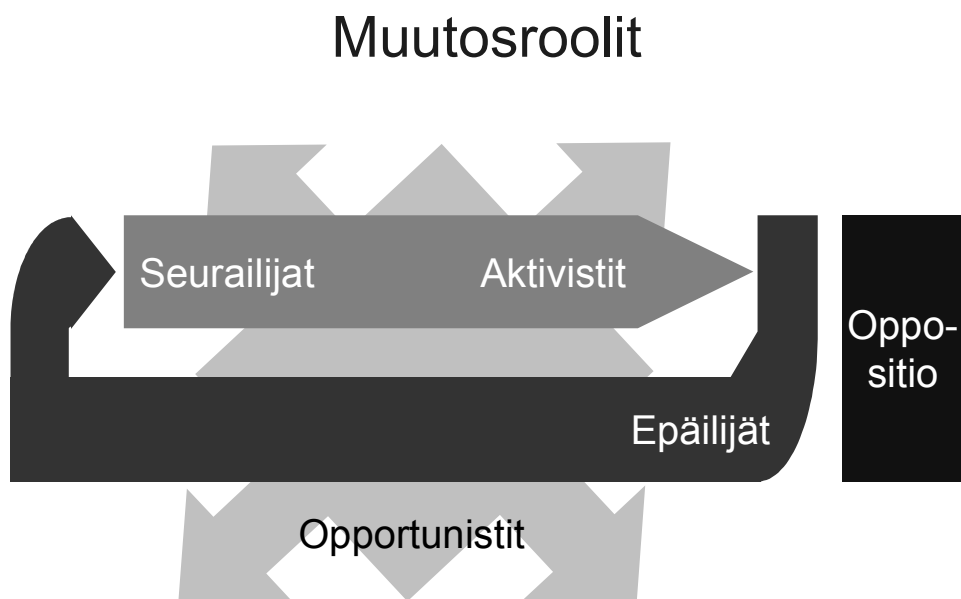 Muutosroolit
Seurailijat
Aktivistit
Oppo-
sitio
Epäilijät
Opportunistit